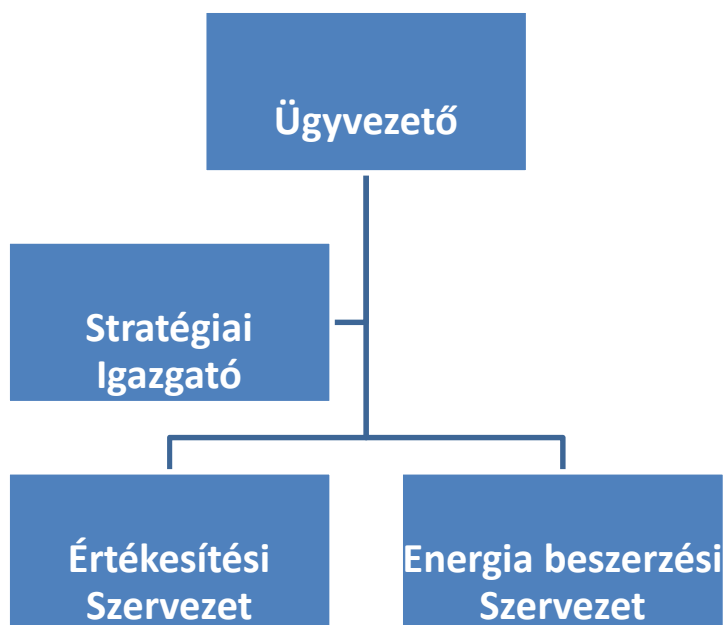 Ügyvezető
Stratégiai
Igazgató
Értékesítési
Szervezet
Energia beszerzési
Szervezet